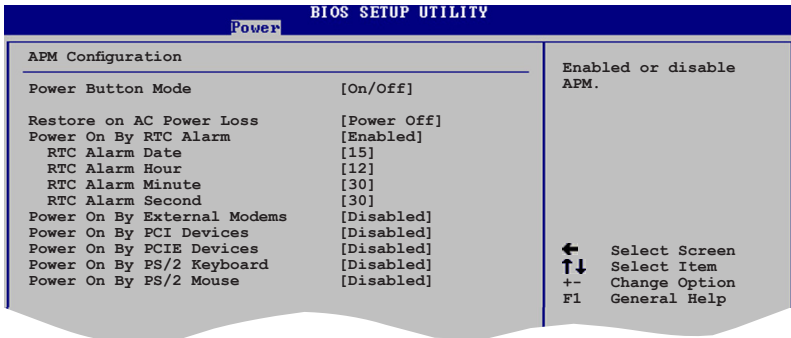 BIOS SETUP UTILITY
Power
APM Configuration
Power Button Mode [On/Off]
Restore on AC Power Loss [Power Off]
Power On By RTC Alarm [Enabled]
RTC Alarm Date [15]
RTC Alarm Hour [12]
RTC Alarm Minute [30]
RTC Alarm Second [30]
Power On By External Modems [Disabled]
Power On By PCI Devices [Disabled]
Power On By PCIE Devices [Disabled]
Power On By PS/2 Keyboard [Disabled]
Power On By PS/2 Mouse [Disabled]
Enabled or disable
APM.
← Select Screen
↑↓ Select Item
+- Change Option
F1 General Help